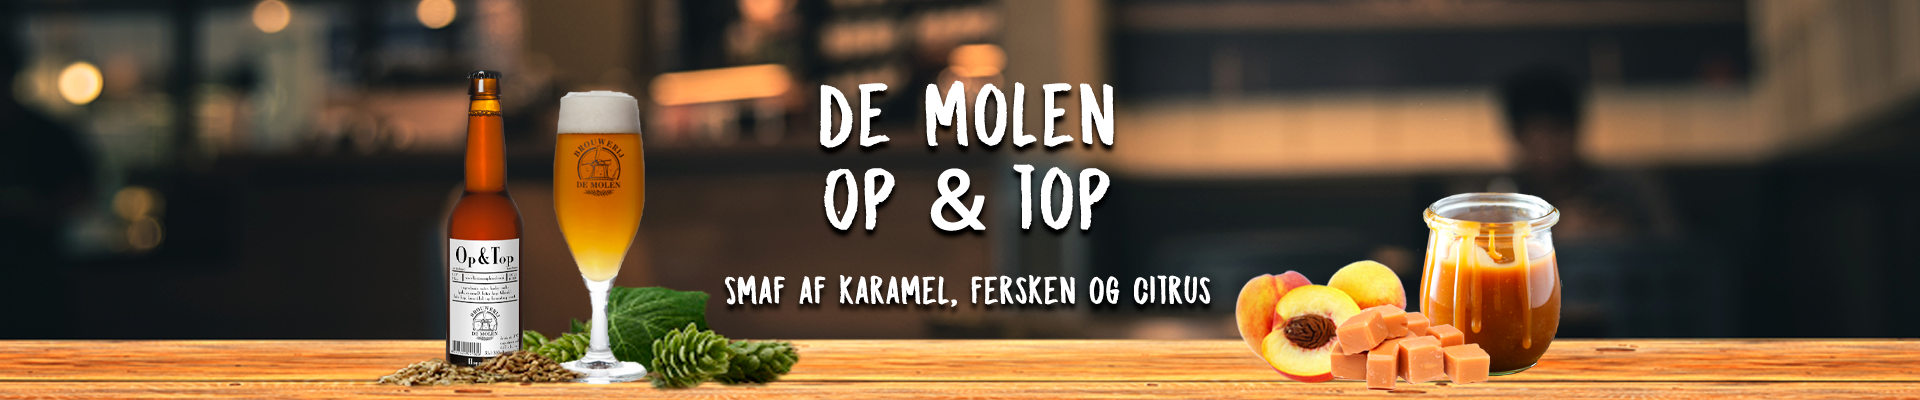 DE MOLEN
OP & TOP
SMAF AF KARAMEL, FERSKEN OG CITRUS
BROUWERIJ
DE MOLEN
Op&Top
BROUWERIJ
DE MOLEN